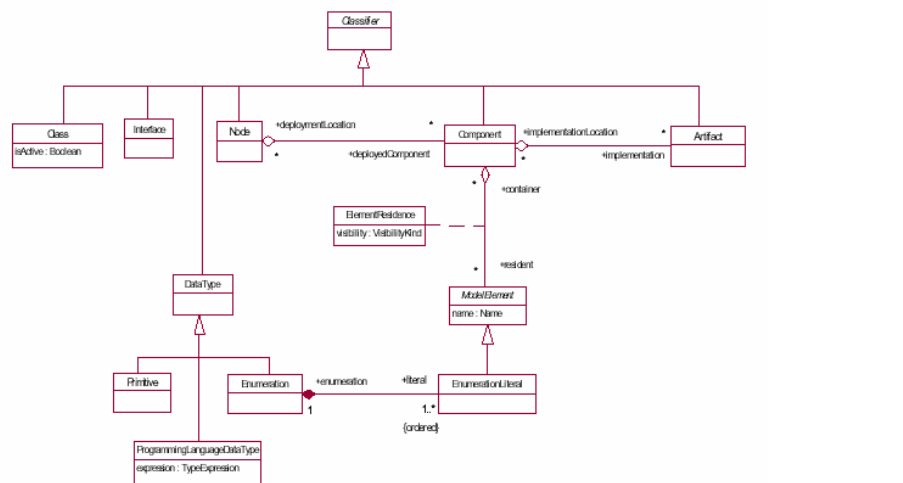 Classifier
Class
isActive : Boolean
Interface
Node
+deploymentLocation
*
*
+deployedComponent
Component
+implementationLocation
*
*
+implementation
Artifact
*
+container
ElementResidence
visibility : VisibilityKind
*
+resident
DataType
ModelElement
name : Name
Primitive
Enumeration
+enumeration
+literal
EnumerationLiteral
1
1..*
{ordered}
ProgrammingLanguageDataType
expression : TypeExpression